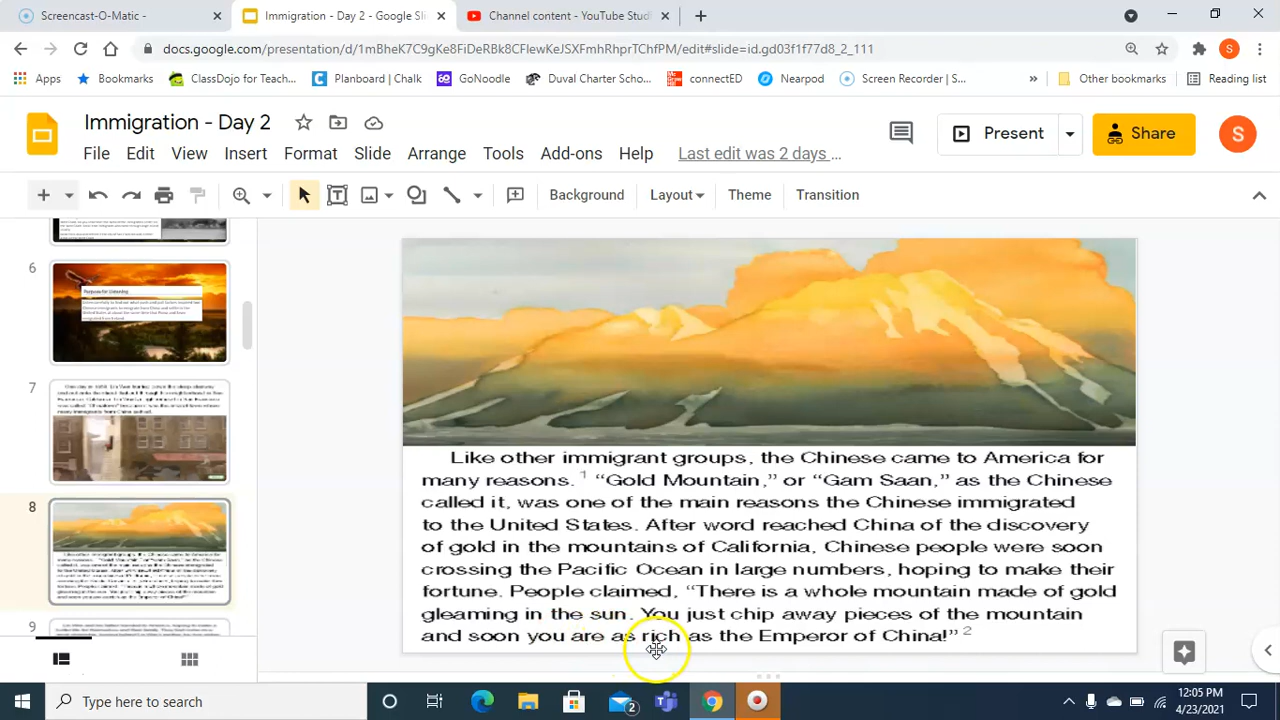 Screencast-O-Matic
Immigration - Day 2 - Google Sli
Channel content - YouTube Stud
docs.google.com/presentation/d/1mBheK7C9gKe8FiDeRBk8CFIewKeJSXFmhRhprTChfPM/edit#slide=id.gd03f1f77d8_2_111
Apps Bookmarks ClassDojo for Teach... Planboard | Chalk GoNoodle Duval Charter Scho... connectED Nearpod Screen Recorder | S... » Other bookmarks Reading list
Immigration - Day 2
Present Share S
File Edit View Insert Format Slide Arrange Tools Add-ons Help Last edit was 2 days ...
Background Layout Theme Transition
6
Purpose for Listening
7
8
9
Like other immigrant groups, the Chinese came to America for
many reasons. 1 “Gold Mountain,” or “Gam Saan,” as the Chinese
called it, was one of the main reasons the Chinese immigrated
to the United States. After word reached China of the discovery
of gold in the mountains of California, Chinese people were soon
crossing the Pacific Ocean in large numbers, hoping to make their
fortune. People claimed, “There is a vast mountain made of gold
gleaming in the sun. You just chip away pieces of the mountain
and soon you are rich as the Emperor of China!” 2
Type here to search
2
12:05 PM
4/23/2021